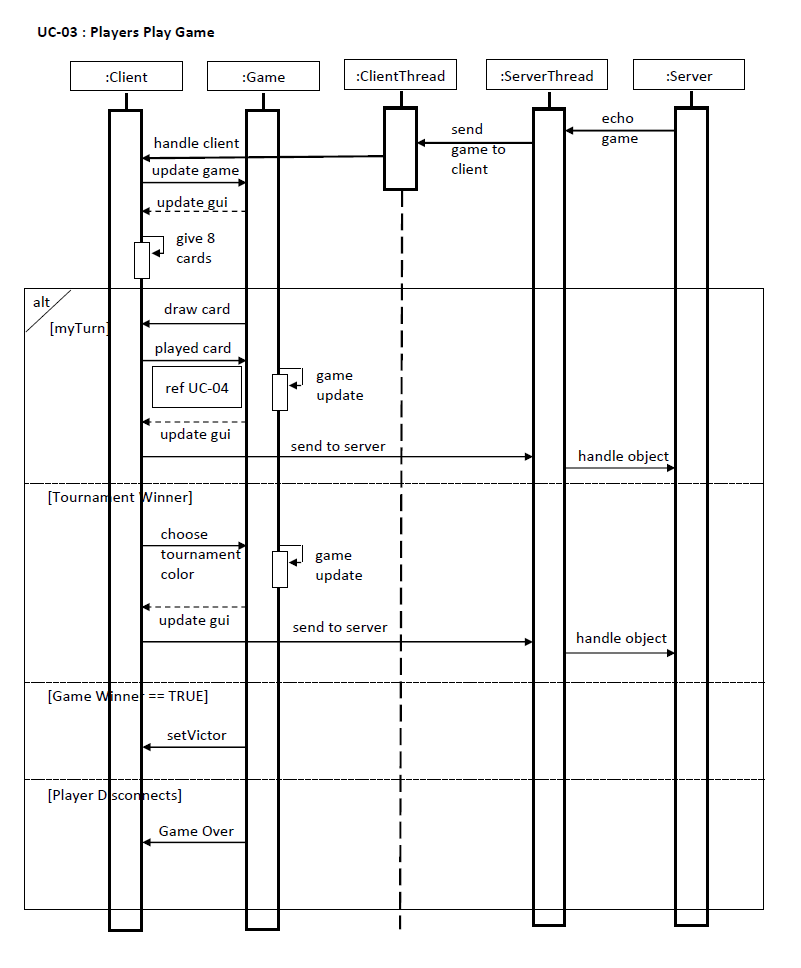 UC-03 : Players Play Game
:Client
:Game
:ClientThread
:ServerThread
:Server
echo
game
send
game to
client
handle client
update game
update gui
give 8
cards
alt
draw card
[myTurn]
played card
ref UC-04
game
update
update gui
send to server
handle object
[Tournament Winner]
choose
tournament
color
game
update
update gui
send to server
handle object
[Game Winner == TRUE]
setVictor
[Player Disconnects]
Game Over